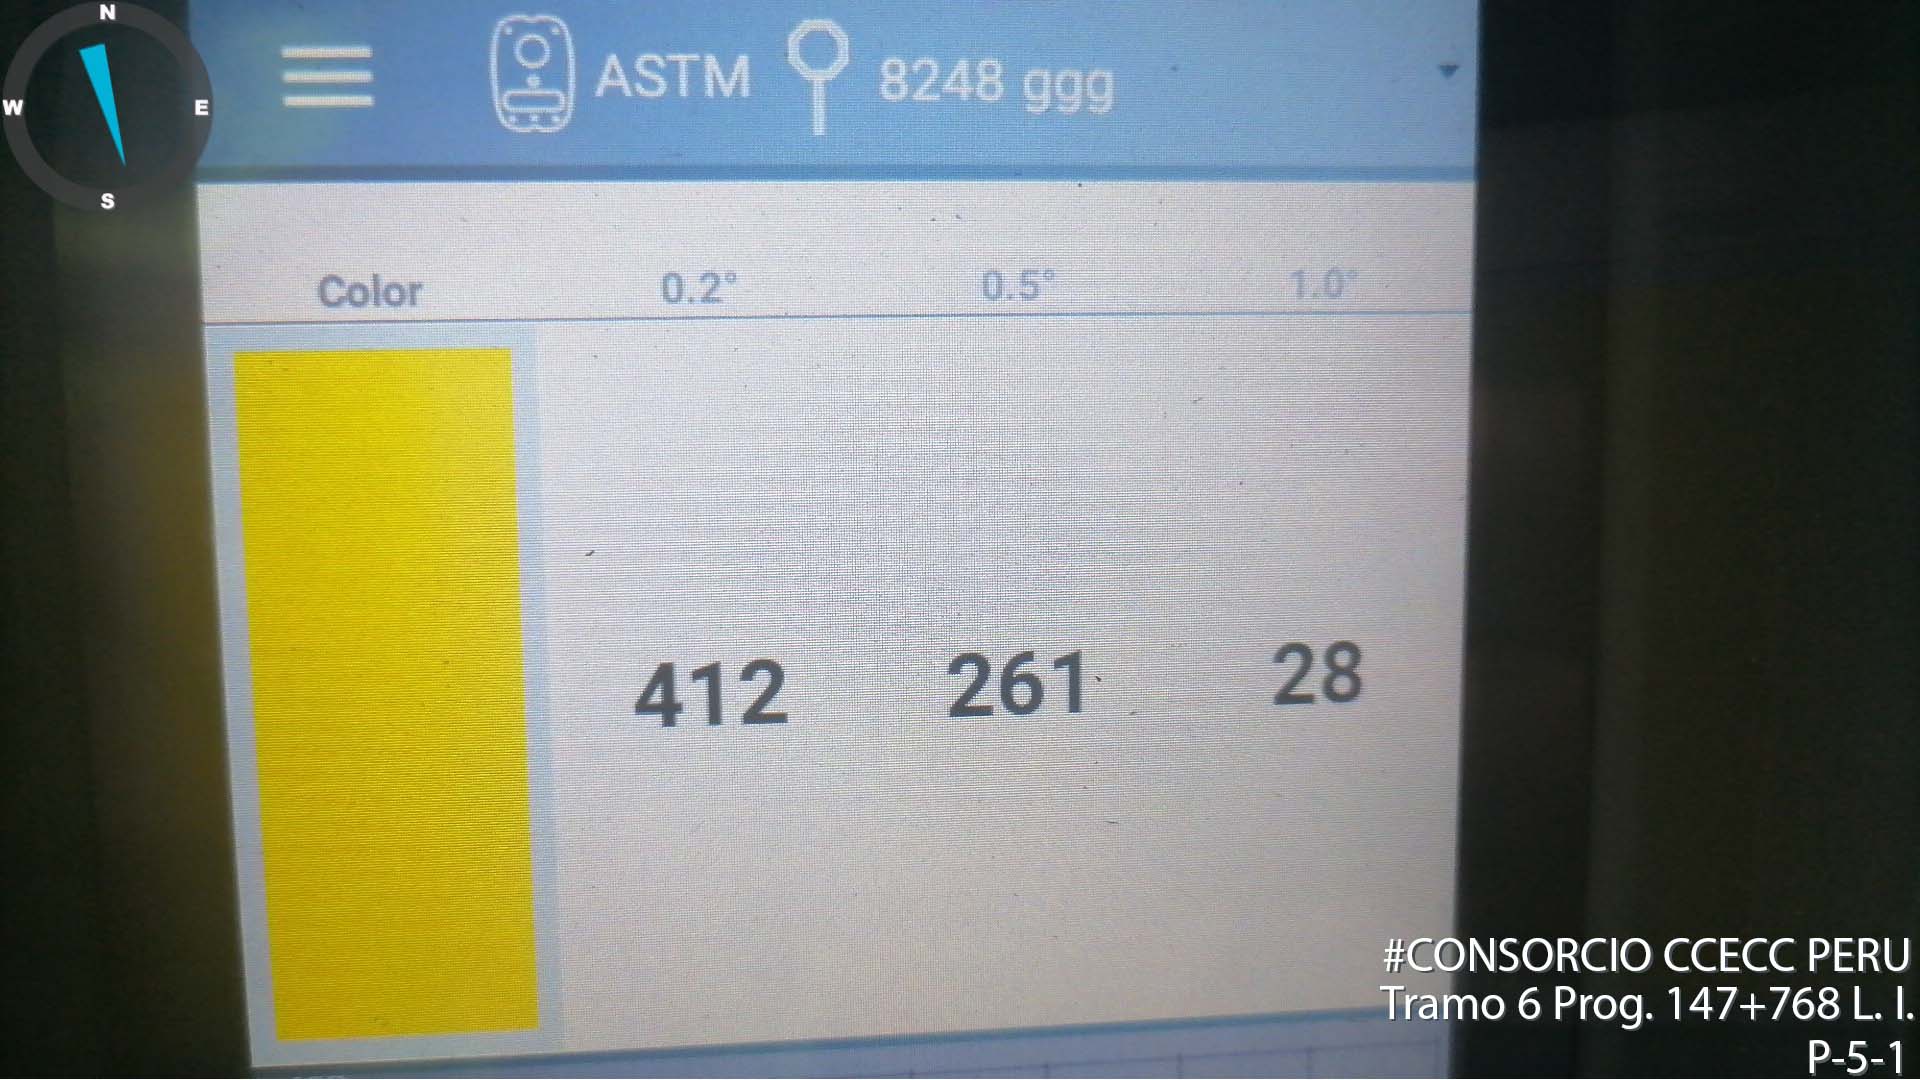 N
W E
S
ASTM 8248 ggg
Color 0.2° 0.5° 1.0°
412 261 28
#CONSORCIO CCECC PERU
Tramo 6 Prog. 147+768 L. I.
P-5-1